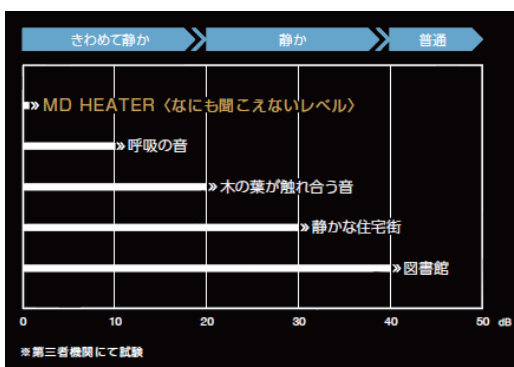 きわめて静か 静か 普通
MD HEATER〈なにも聞こえないレベル〉
呼吸の音
木の葉が触れ合う音
静かな住宅街
図書館
0 10 20 30 40 50 dB
※第三者機関にて試験